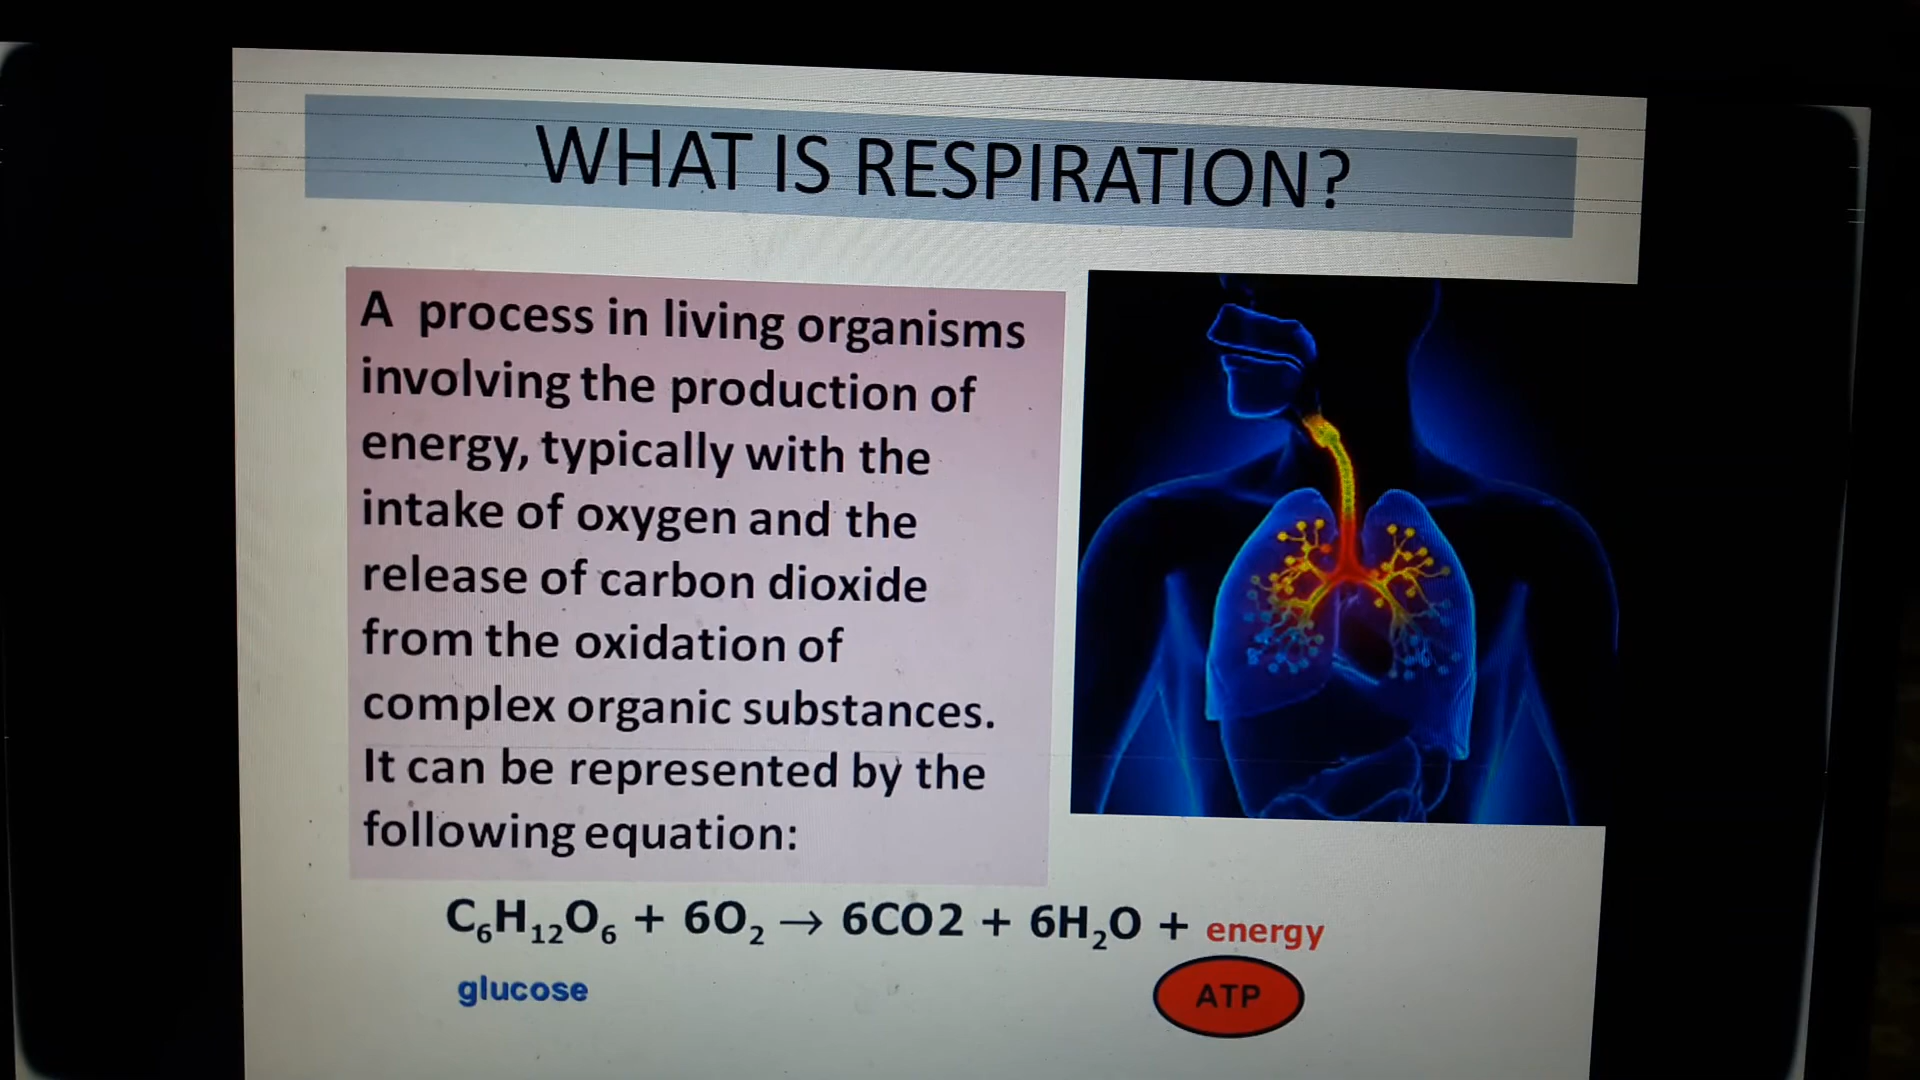 WHAT IS RESPIRATION?
A process in living organisms
involving the production of
energy, typically with the
intake of oxygen and the
release of carbon dioxide
from the oxidation of
complex organic substances.
It can be represented by the
following equation:
C₆H₁₂O₆ + 6O₂ → 6CO2 + 6H₂O + energy
glucose
ATP